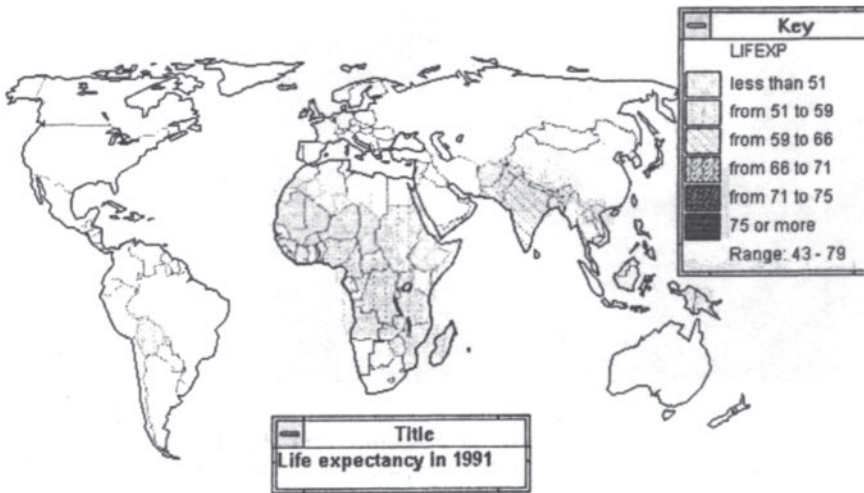 Key
LIFEXP
less than 51
from 51 to 59
from 59 to 66
from 66 to 71
from 71 to 75
75 or more
Range: 43 - 79
Title
Life expectancy in 1991